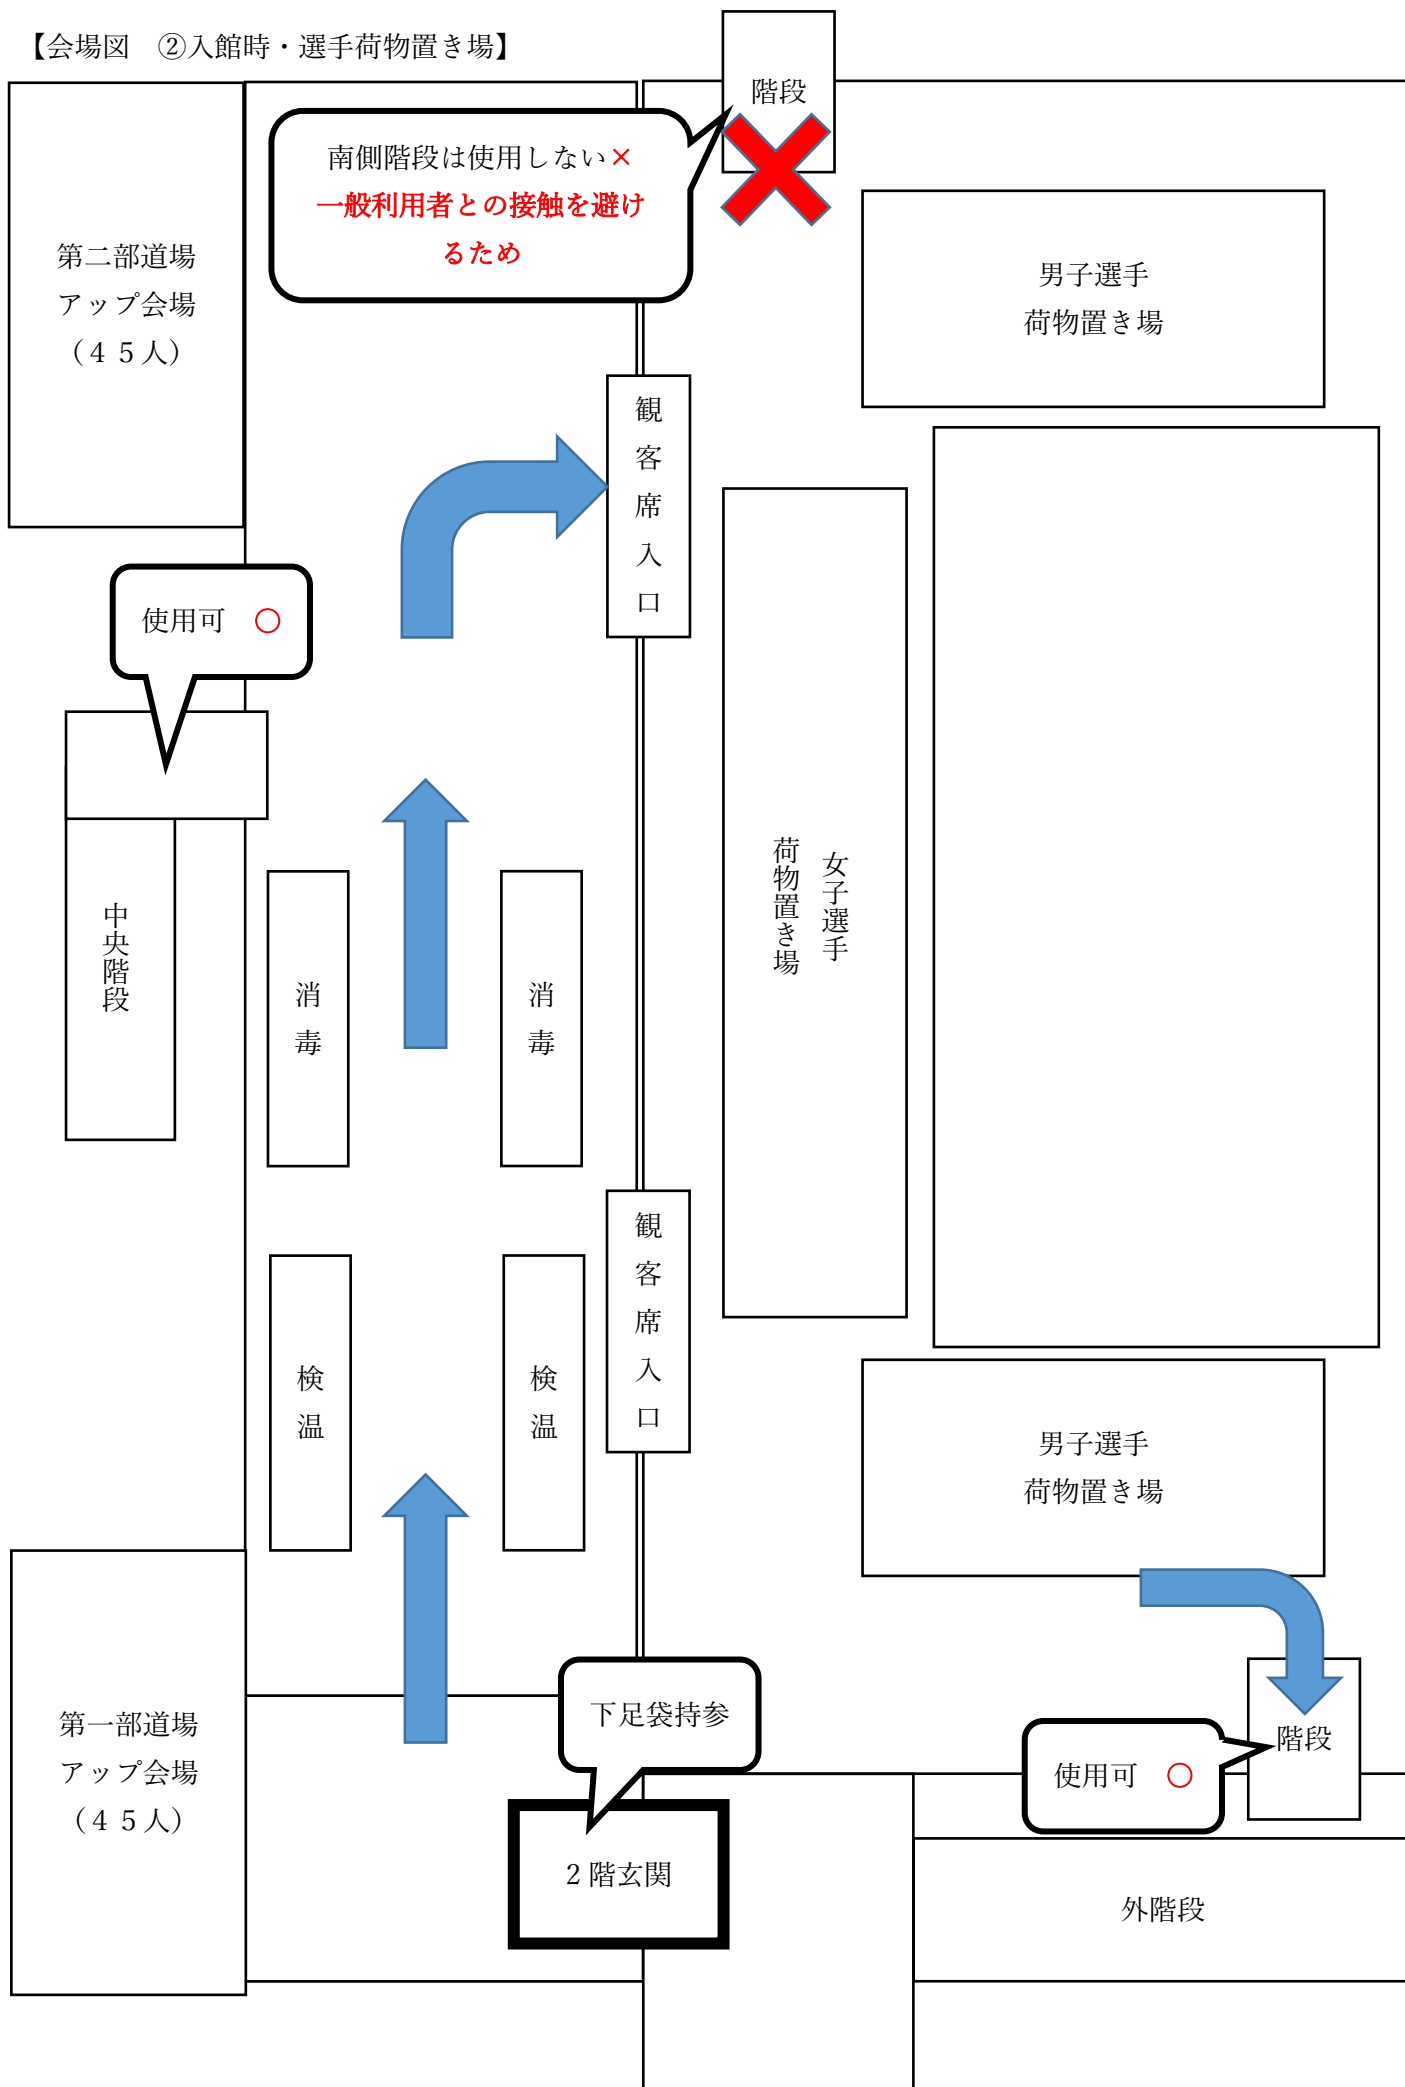 【会場図　②入館時・選手荷物置き場】
階段
南側階段は使用しない×
一般利用者との接触を避け
るため
第二部道場
アップ会場
（４５人）
男子選手
荷物置き場
観客席入口
使用可　○
女子選手
荷物置き場
中央階段
消毒
消毒
観客席入口
検温
検温
男子選手
荷物置き場
第一部道場
アップ会場
（４５人）
下足袋持参
階段
使用可　○
２階玄関
外階段